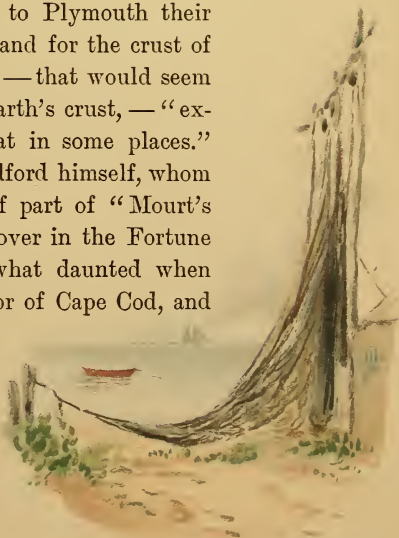 to Plymouth their
and for the crust of
— that would seem
arth's crust, — “ ex-
at in some places.”
dford himself, whom
f part of “ Mourt's
over in the Fortune
what daunted when
or of Cape Cod, and